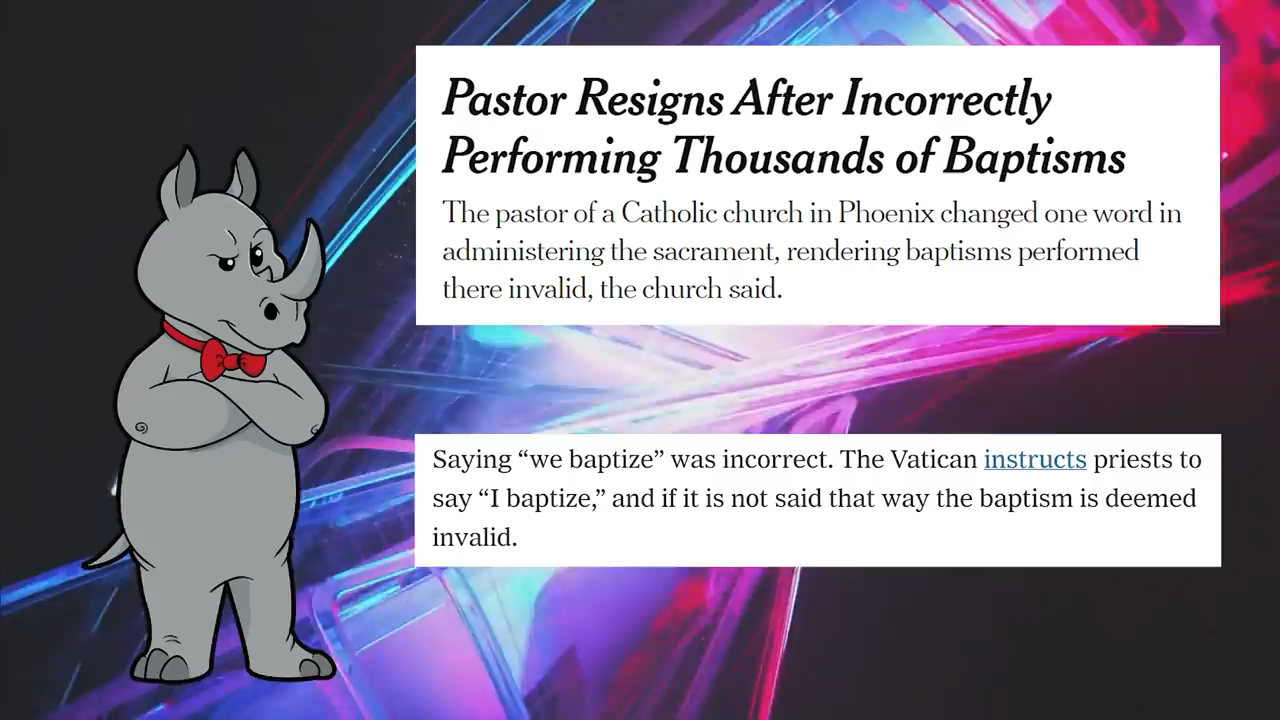 Pastor Resigns After Incorrectly
Performing Thousands of Baptisms
The pastor of a Catholic church in Phoenix changed one word in
administering the sacrament, rendering baptisms performed
there invalid, the church said.
Saying “we baptize” was incorrect. The Vatican instructs priests to
say “I baptize,” and if it is not said that way the baptism is deemed
invalid.